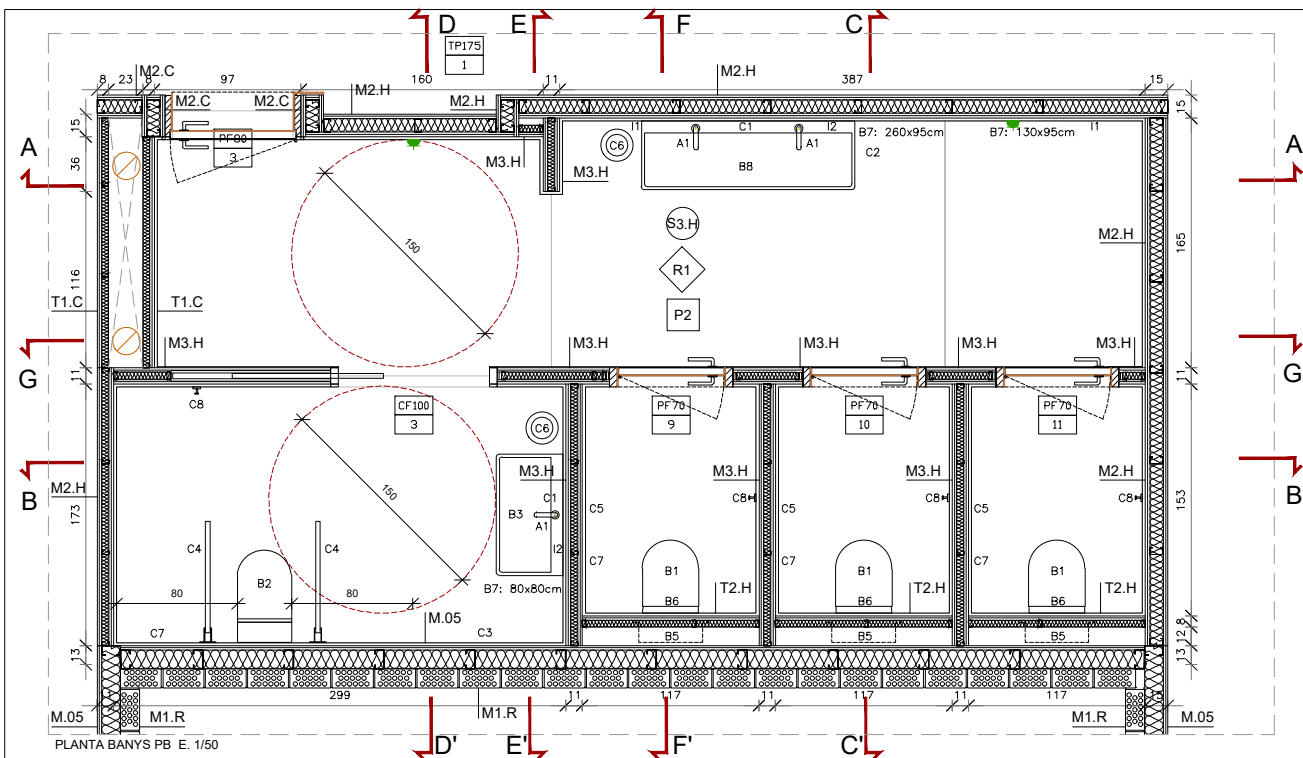 D E F C
TP175
1
M2.C
8 23 8 97 160 11 387 15
M2.H M2.H
M2.C M2.C M2.H
15 15
PF80
3
I1 C1 I2 B7: 260x95cm B7: 130x95cm I1
C6 A1 A1 C2
B8
A A
36
M3.H M3.H
S3.H
150
R1
P2
M2.H
165
116
T1.C T1.C
M3.H M3.H M3.H M3.H
G G
11 11
C8
CF100
3
PF70
9
PF70
10
PF70
11
C6
B B
M3.H M3.H M3.H M2.H
M2.H
150
C1
B3
A1
I2
C8 C8 C8
C5 C5 C5
173 153
C4 C4
C7 C7 C7
B2 B1 B1 B1
B7: 80x80cm
80 80
T2.H T2.H T2.H
B6 B6 B6
M.05
C7 C3
B5 B5 B5
8
12
13 13
299 11 117 11 117 11 117
M.05 M1.R M1.R M1.R M.05
D' E' F' C'
PLANTA BANYS PB E. 1/50